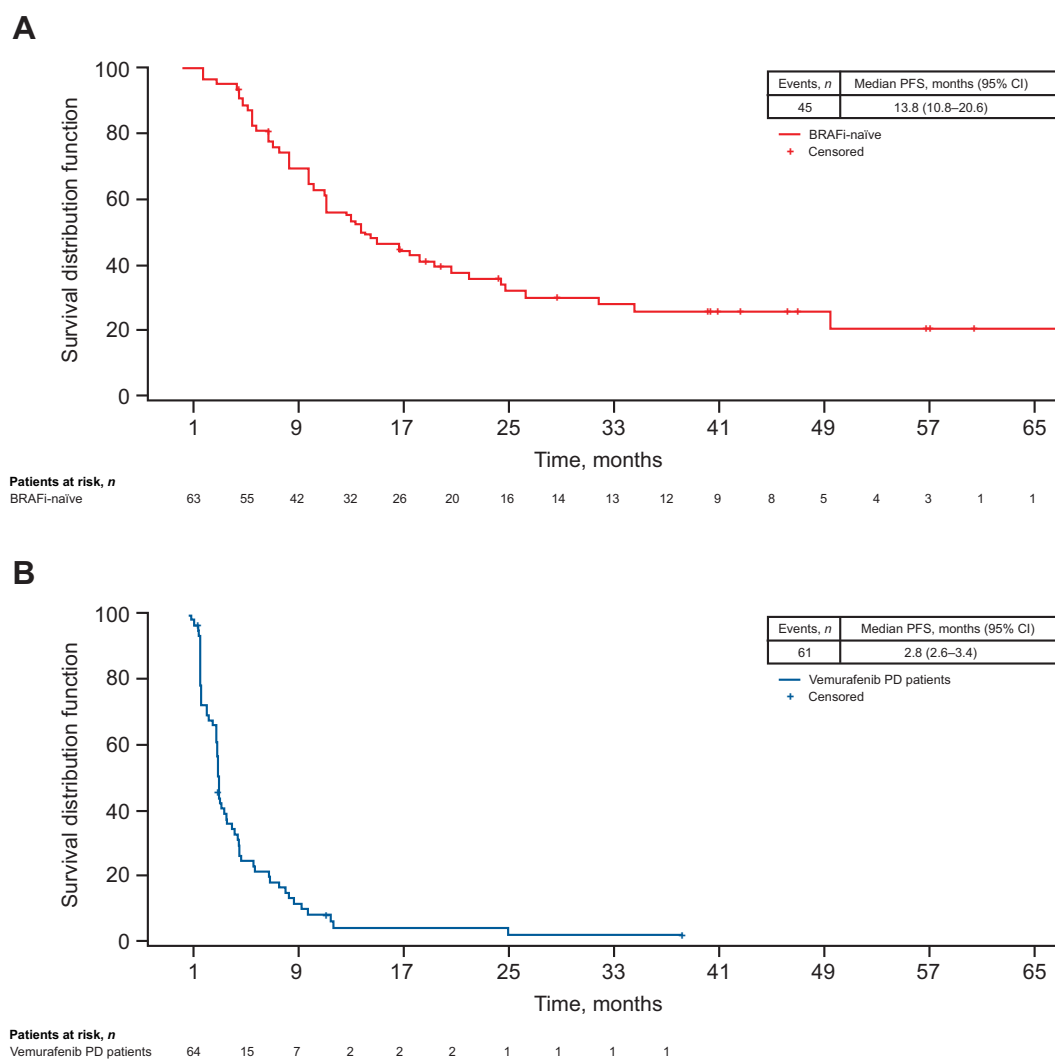 A
Survival distribution function
100
80
60
40
20
0
Events, n Median PFS, months (95% CI)
45 13.8 (10.8–20.6)
BRAFi-naïve
+ Censored
1 9 17 25 33 41 49 57 65
Time, months
Patients at risk, n
BRAFi-naïve 63 55 42 32 26 20 16 14 13 12 9 8 5 4 3 1 1
B
Survival distribution function
100
80
60
40
20
0
Events, n Median PFS, months (95% CI)
61 2.8 (2.6–3.4)
Vemurafenib PD patients
+ Censored
1 9 17 25 33 41 49 57 65
Time, months
Patients at risk, n
Vemurafenib PD patients 64 15 7 2 2 2 1 1 1 1